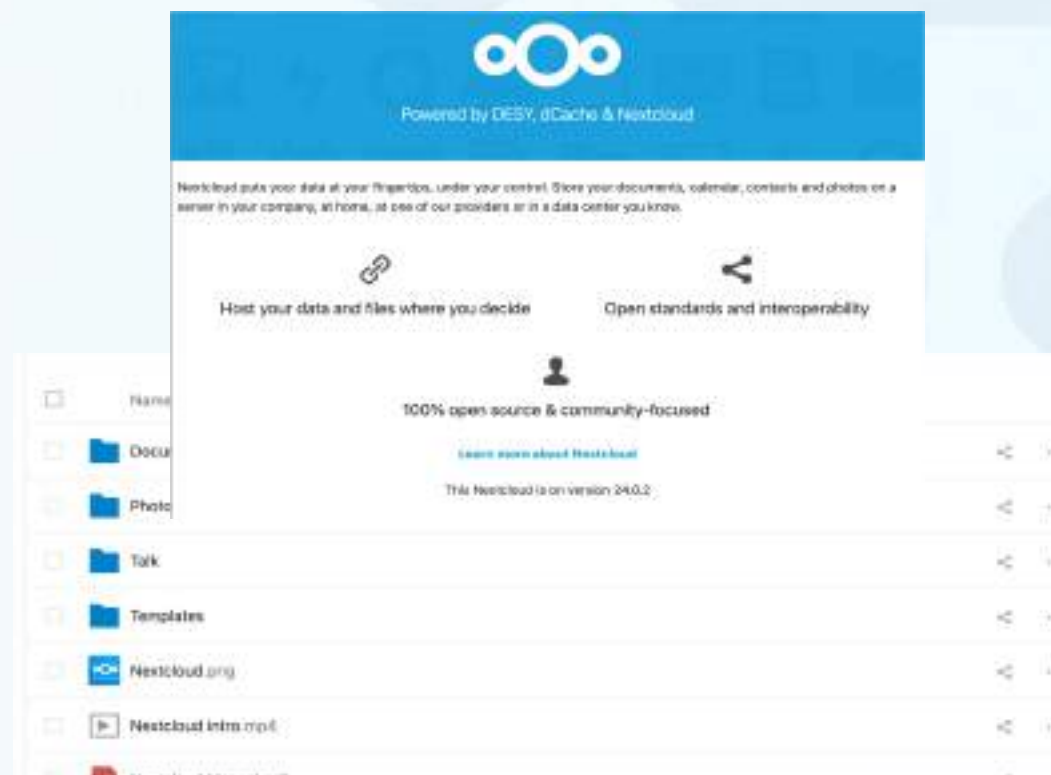 Powered by DESY, dCache & Nextcloud
Nextcloud puts your data at your fingertips, under your control. Store your documents, calendar, contacts and photos on a
server in your company, at home, at one of our providers or in a data center you know.
Host your data and files where you decide
Open standards and interoperability
100% open source & community-focused
Learn more about Nextcloud
This Nextcloud is on version 24.0.2
Name
Docu
Photo
Talk
Templates
Nextcloud.png
Nextcloud intro.mp4